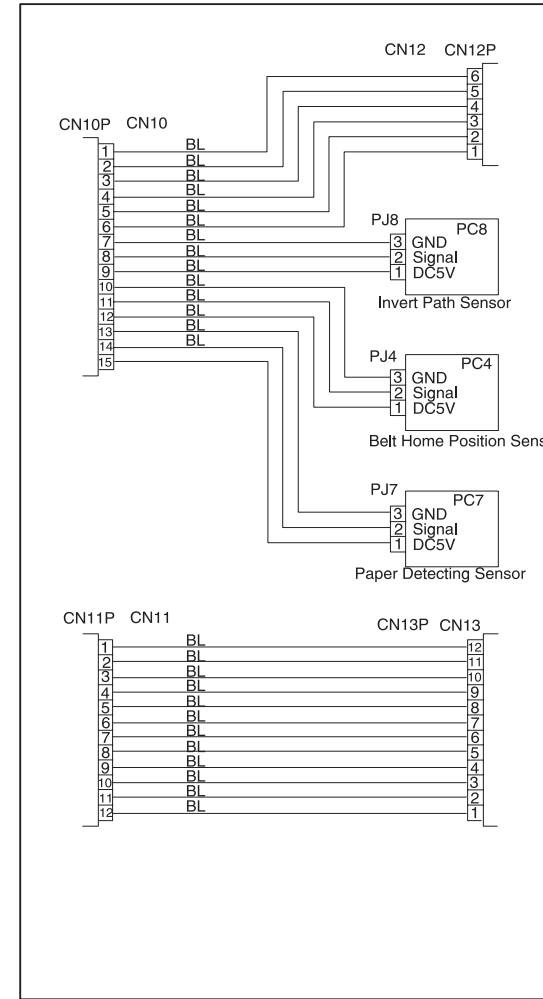 CN12 CN12P
6
5
4
3
2
1
CN10P CN10
1 BL
2 BL
3 BL
4 BL
5 BL
6 BL
7 BL
8 BL
9 BL
10 BL
11 BL
12 BL
13 BL
14 BL
15
PJ8 PC8
3 GND
2 Signal
1 DC5V
Invert Path Sensor
PJ4 PC4
3 GND
2 Signal
1 DC5V
Belt Home Position Sens
PJ7 PC7
3 GND
2 Signal
1 DC5V
Paper Detecting Sensor
CN11P CN11 CN13P CN13
1 BL 12
2 BL 11
3 BL 10
4 BL 9
5 BL 8
6 BL 7
7 BL 6
8 BL 5
9 BL 4
10 BL 3
11 BL 2
12 BL 1